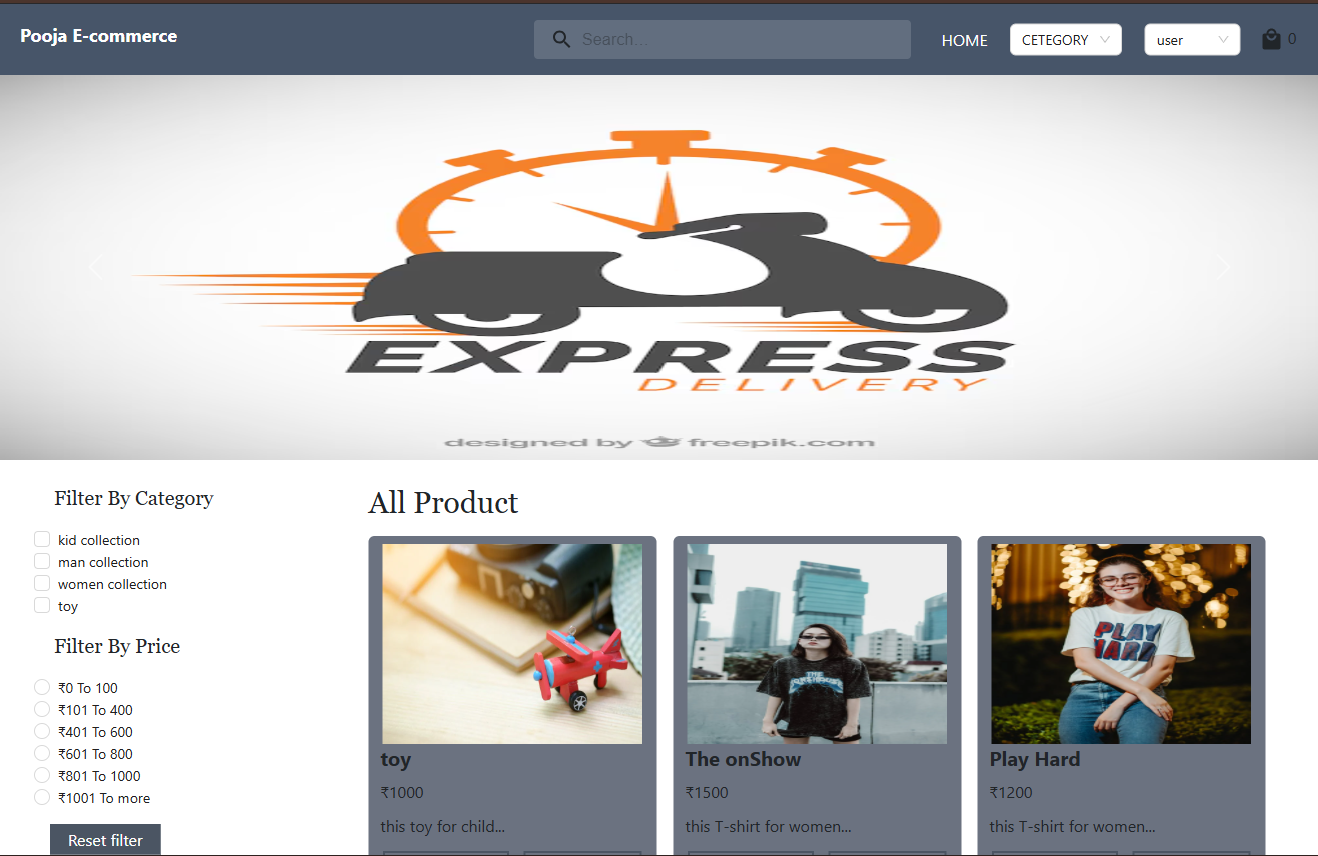 Pooja E-commerce
Search...
HOME
CETEGORY
user
0
EXPRESS
DELIVERY
designed by freepik.com
Filter By Category
kid collection
man collection
women collection
toy
Filter By Price
₹0 To 100
₹101 To 400
₹401 To 600
₹601 To 800
₹801 To 1000
₹1001 To more
Reset filter
All Product
toy
₹1000
this toy for child...
THE
The onShow
₹1500
this T-shirt for women...
PLAY
HARD
Play Hard
₹1200
this T-shirt for women...